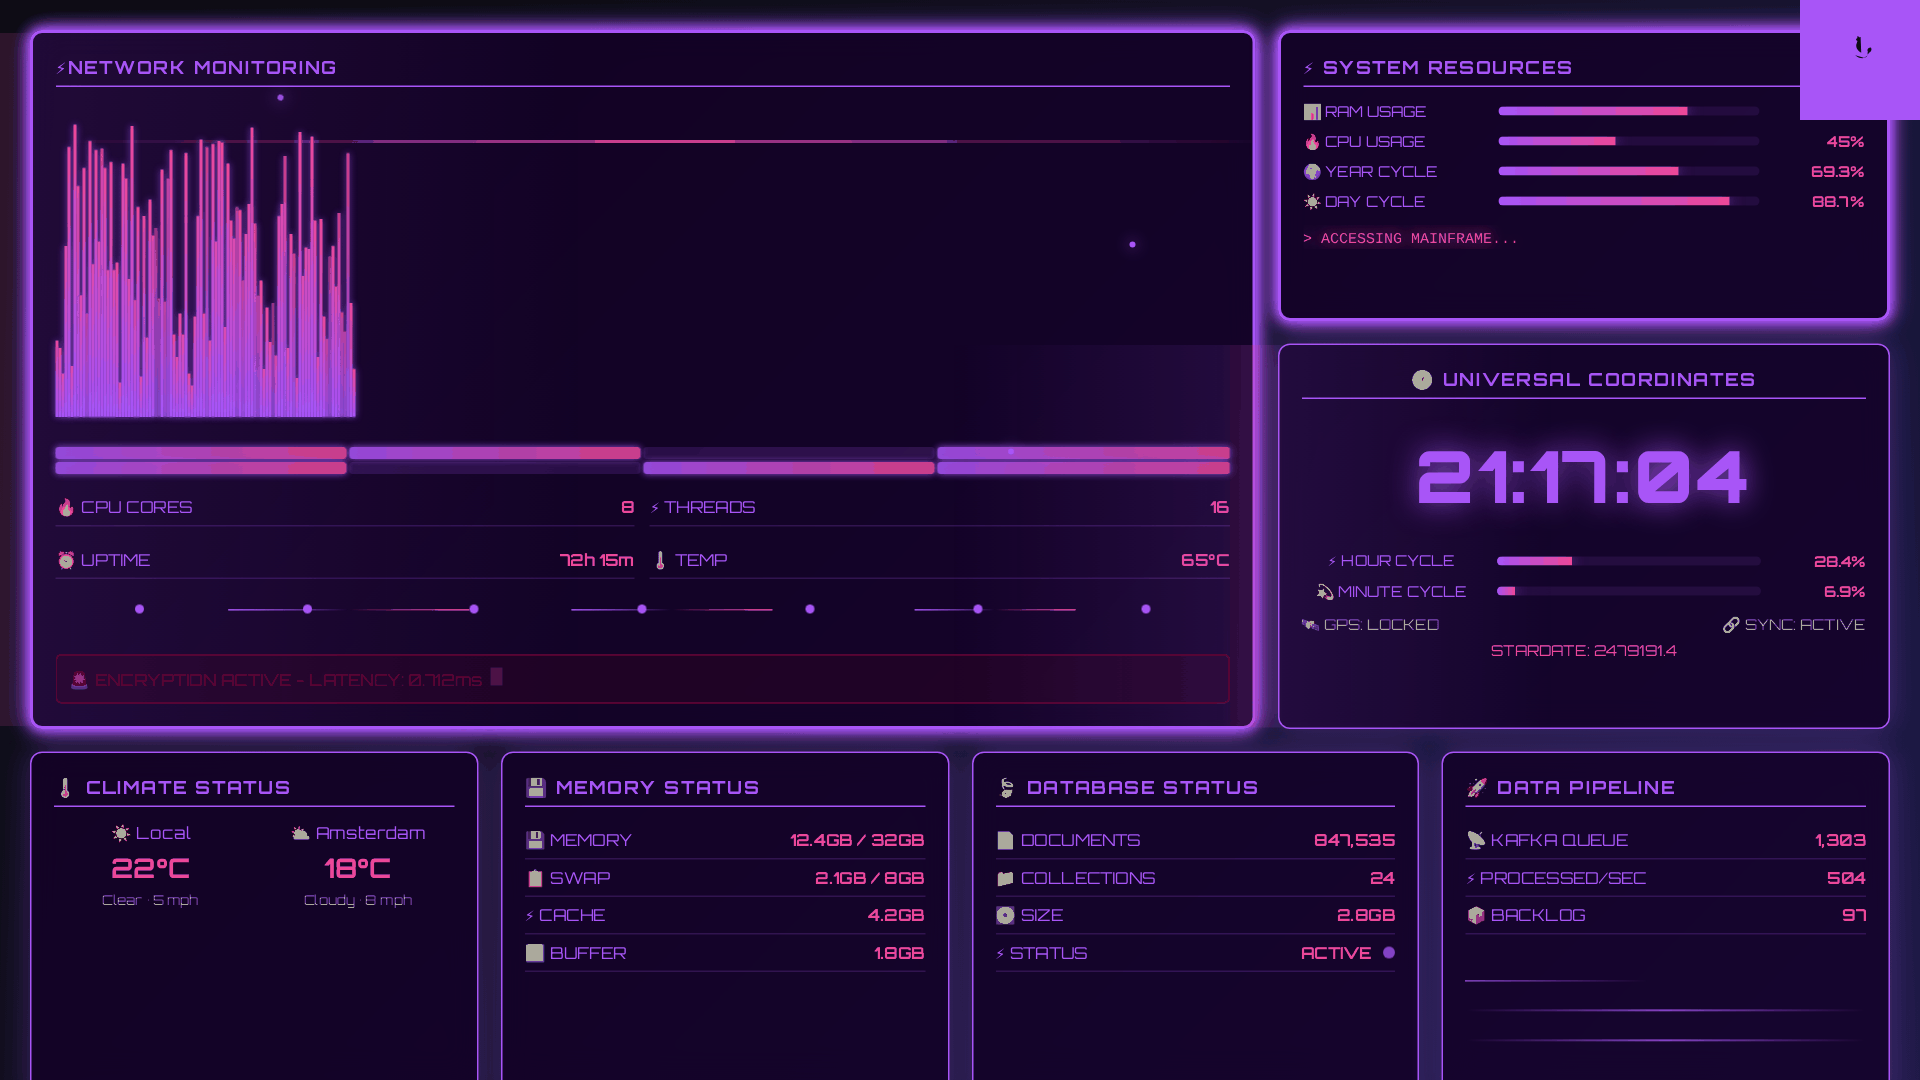 ⚡NETWORK MONITORING
CPU CORES 8
⚡ THREADS 16
UPTIME 72h 15m
TEMP 65°C
ENCRYPTION ACTIVE - LATENCY: 0.712ms
⚡ SYSTEM RESOURCES
RAM USAGE
CPU USAGE 45%
YEAR CYCLE 69.3%
DAY CYCLE 88.7%
> ACCESSING MAINFRAME...
UNIVERSAL COORDINATES
21:17:04
⚡ HOUR CYCLE 28.4%
MINUTE CYCLE 6.9%
GPS: LOCKED
SYNC: ACTIVE
STARDATE: 2479191.4
CLIMATE STATUS
Local
22°C
Clear · 5 mph
Amsterdam
18°C
Cloudy · 8 mph
MEMORY STATUS
MEMORY 12.4GB / 32GB
SWAP 2.1GB / 8GB
⚡ CACHE 4.2GB
BUFFER 1.8GB
DATABASE STATUS
DOCUMENTS 847,535
COLLECTIONS 24
SIZE 2.8GB
⚡ STATUS ACTIVE
DATA PIPELINE
KAFKA QUEUE 1,303
⚡ PROCESSED/SEC 504
BACKLOG 97